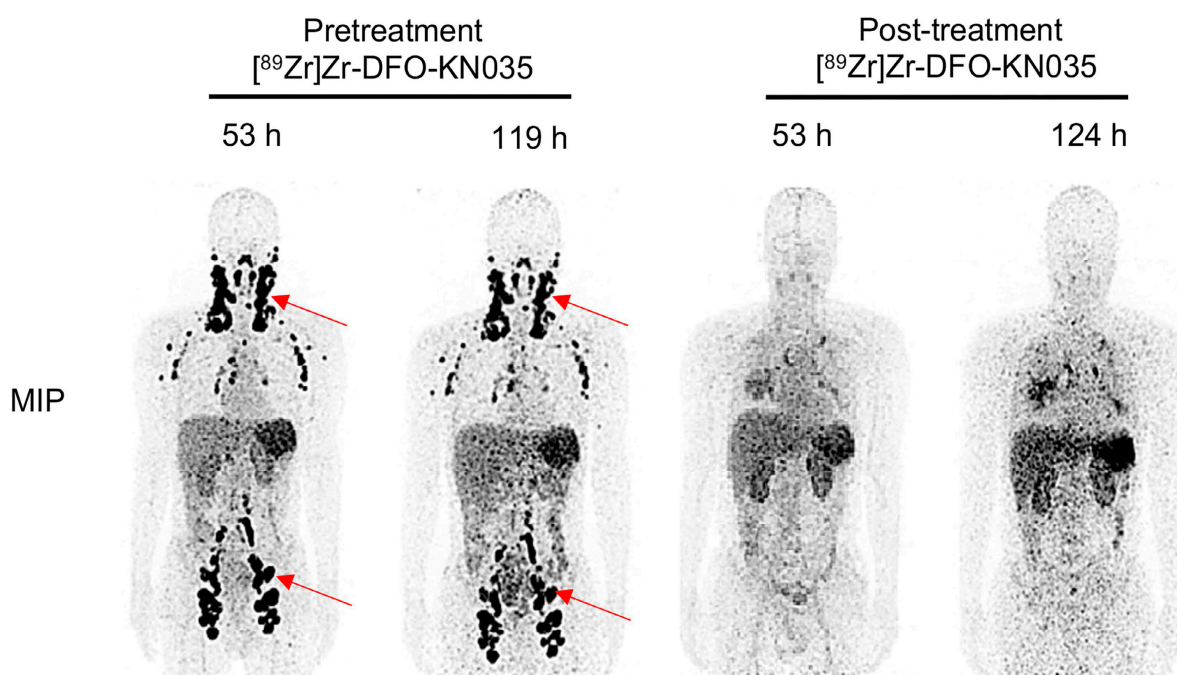 Pretreatment
[⁸⁹Zr]Zr-DFO-KN035
Post-treatment
[⁸⁹Zr]Zr-DFO-KN035
53 h
119 h
53 h
124 h
MIP